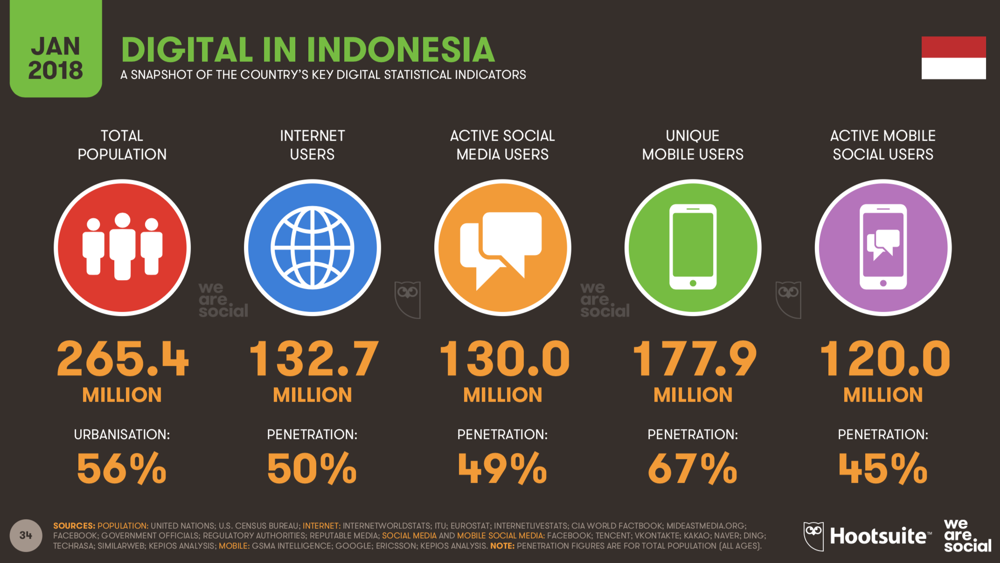 JAN
2018
DIGITAL IN INDONESIA
A SNAPSHOT OF THE COUNTRY'S KEY DIGITAL STATISTICAL INDICATORS
TOTAL
POPULATION
INTERNET
USERS
ACTIVE SOCIAL
MEDIA USERS
UNIQUE
MOBILE USERS
ACTIVE MOBILE
SOCIAL USERS
we
are
social
we
are
social
265.4
MILLION
132.7
MILLION
130.0
MILLION
177.9
MILLION
120.0
MILLION
URBANISATION:
56%
PENETRATION:
50%
PENETRATION:
49%
PENETRATION:
67%
PENETRATION:
45%
34
SOURCES: POPULATION: UNITED NATIONS; U.S. CENSUS BUREAU; INTERNET: INTERNETWORLDSTATS; ITU; EUROSTAT; INTERNETLIVESTATS; CIA WORLD FACTBOOK; MIDEASTMEDIA.ORG;
FACEBOOK; GOVERNMENT OFFICIALS; REGULATORY AUTHORITIES; REPUTABLE MEDIA; SOCIAL MEDIA AND MOBILE SOCIAL MEDIA: FACEBOOK; TENCENT; VKONTAKTE; KAKAO; NAVER; DING;
TECHRASA; SIMILARWEB; KEPIOS ANALYSIS; MOBILE: GSMA INTELLIGENCE; GOOGLE; ERICSSON; KEPIOS ANALYSIS. NOTE: PENETRATION FIGURES ARE FOR TOTAL POPULATION (ALL AGES).
Hootsuite™
we
are
social